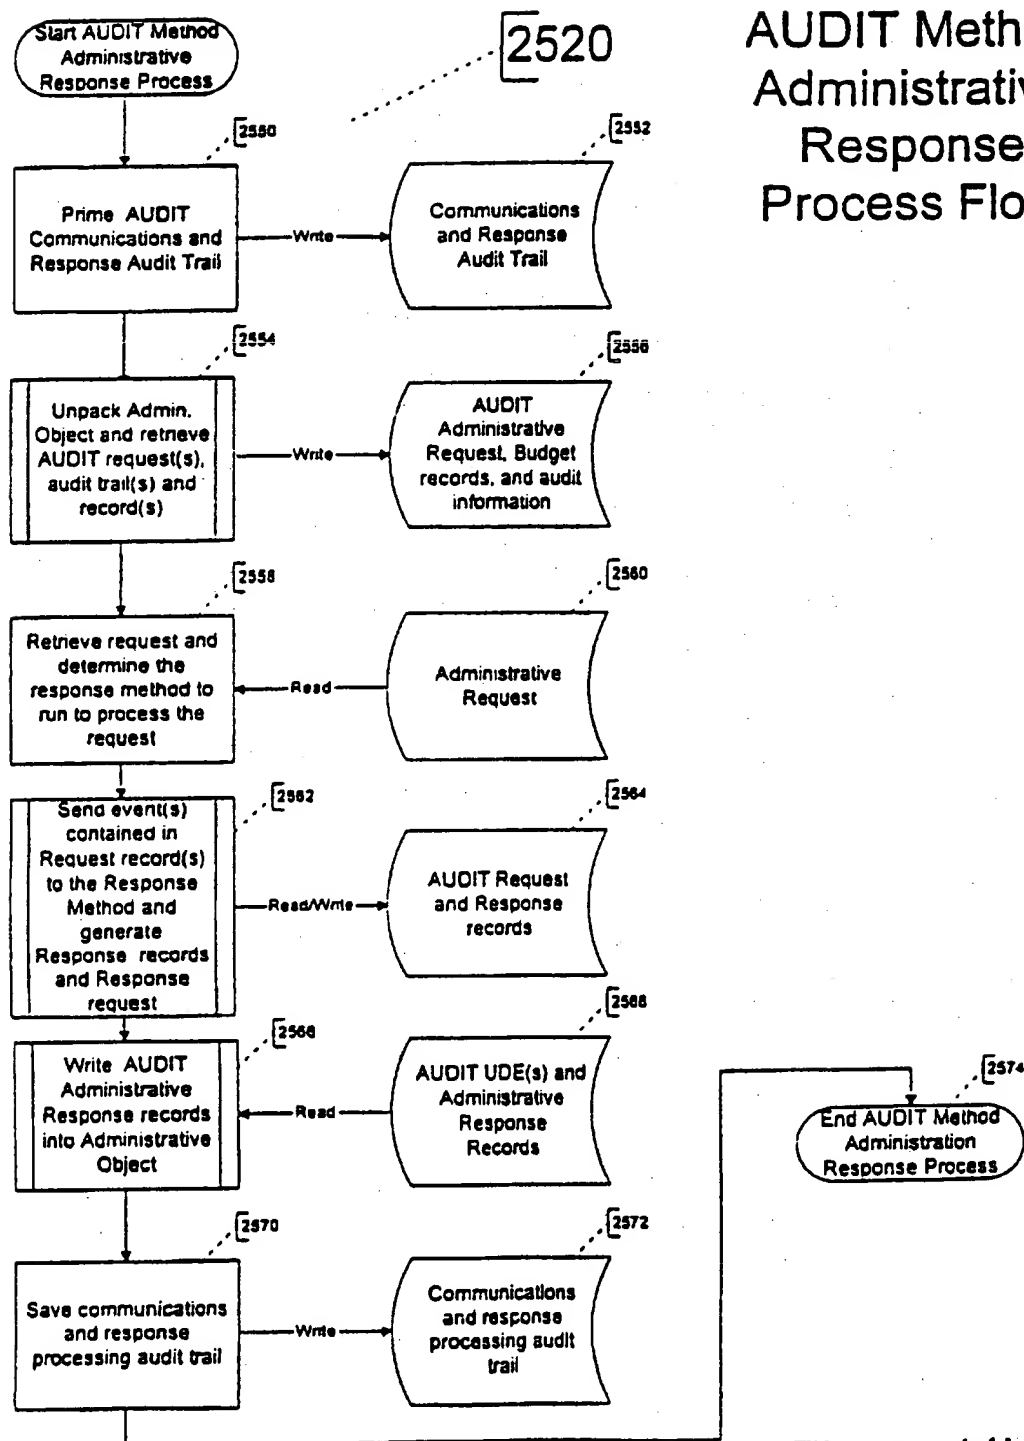 Start AUDIT Method
Administrative
Response Process
2520
AUDIT Meth
Administrativ
Response
Process Flo
2550
Prime AUDIT
Communications and
Response Audit Trail
Write
2552
Communications
and Response
Audit Trail
2554
Unpack Admin.
Object and retrieve
AUDIT request(s),
audit trail(s) and
record(s)
Write
2556
AUDIT
Administrative
Request, Budget
records, and audit
information
2558
Retrieve request and
determine the
response method to
run to process the
request
Read
2560
Administrative
Request
2562
Send event(s)
contained in
Request record(s)
to the Response
Method and
generate
Response records
and Response
request
Read/Write
2564
AUDIT Request
and Response
records
2566
Write AUDIT
Administrative
Response records
into Administrative
Object
Read
2568
AUDIT UDE(s) and
Administrative
Response
Records
2570
Save communications
and response
processing audit trail
Write
2572
Communications
and response
processing audit
trail
2574
End AUDIT Method
Administration
Response Process